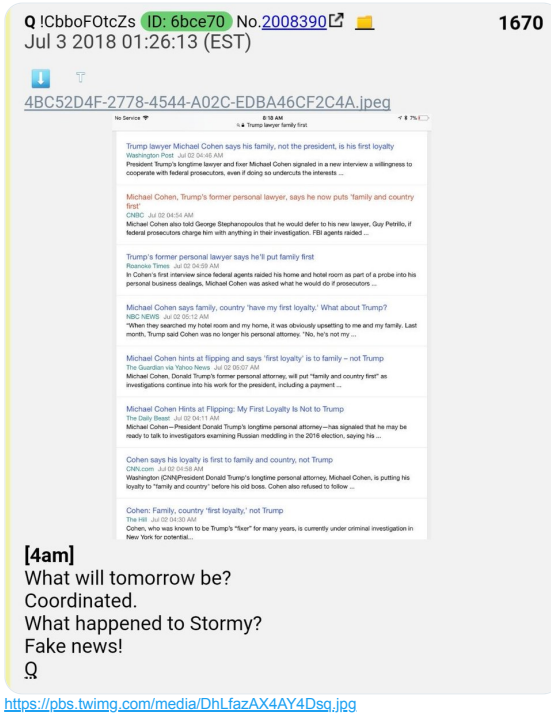 Q !CbboFOtcZs ID: 6bce70 No.2008390 1670
Jul 3 2018 01:26:13 (EST)
4BC52D4F-2778-4544-A02C-EDBA46CF2C4A.jpeg
No Service 6:18 AM 7%
Trump lawyer family first
Trump lawyer Michael Cohen says his family, not the president, is his first loyalty
Washington Post Jul 02 04:46 AM
President Trump's longtime lawyer and fixer Michael Cohen signaled in a new interview a willingness to
cooperate with federal prosecutors, even if doing so undercuts the interests ...
Michael Cohen, Trump's former personal lawyer, says he now puts 'family and country
first'
CNBC Jul 02 04:54 AM
Michael Cohen also told George Stephanopoulos that he would defer to his new lawyer, Guy Petrillo, if
federal prosecutors charge him with anything in their investigation. FBI agents raided ...
Trump's former personal lawyer says he'll put family first
Roanoke Times Jul 02 04:59 AM
In Cohen's first interview since federal agents raided his home and hotel room as part of a probe into his
personal business dealings, Michael Cohen was asked what he would do if prosecutors ...
Michael Cohen says family, country 'have my first loyalty.' What about Trump?
NBC NEWS Jul 02 05:12 AM
"When they searched my hotel room and my home, it was obviously upsetting to me and my family. Last
month, Trump said Cohen was no longer his personal attorney. "No, he's not my ...
Michael Cohen hints at flipping and says 'first loyalty' is to family – not Trump
The Guardian via Yahoo News Jul 02 06:07 AM
Michael Cohen, Donald Trump's former personal attorney, will put "family and country first" as
investigations continue into his work for the president, including a payment ...
Michael Cohen Hints at Flipping: My First Loyalty Is Not to Trump
The Daily Beast Jul 02 04:11 AM
Michael Cohen—President Donald Trump's longtime personal attorney—has signaled that he may be
ready to talk to investigators examining Russian meddling in the 2016 election, saying his ...
Cohen says his loyalty is first to family and country, not Trump
CNN.com Jul 02 04:58 AM
Washington (CNN)President Donald Trump's longtime personal attorney, Michael Cohen, is putting his
loyalty to "family and country" before his old boss. Cohen also refused to follow ...
Cohen: Family, country 'first loyalty,' not Trump
The Hill Jul 02 04:30 AM
Cohen, who was known to be Trump's "fixer" for many years, is currently under criminal investigation in
New York for potential...
[4am]
What will tomorrow be?
Coordinated.
What happened to Stormy?
Fake news!
Q
https://pbs.twimg.com/media/DhLfazAX4AY4Dsq.jpg